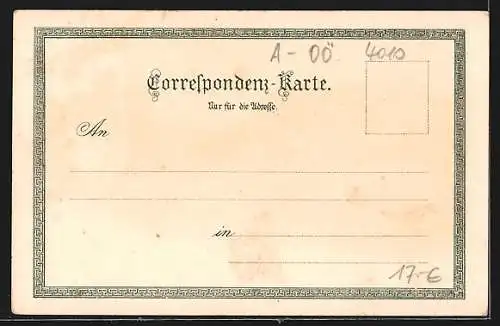 A - OÖ 4010
Correspondenz-Karte.
Nur für die Adresse.
An
in
17.-€